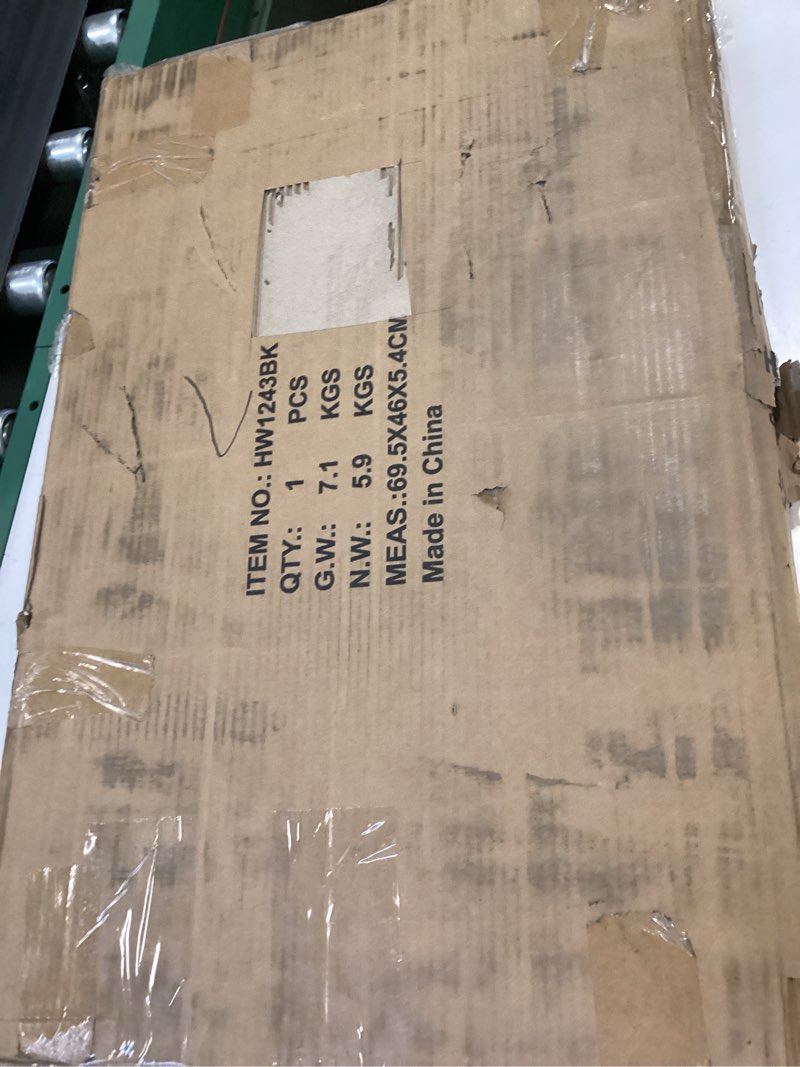 ITEM NO.: HW1243BK
QTY.: 1 PCS
G.W.: 7.1 KGS
N.W.: 5.9 KGS
MEAS.:69.5X46X5.4CM
Made in China